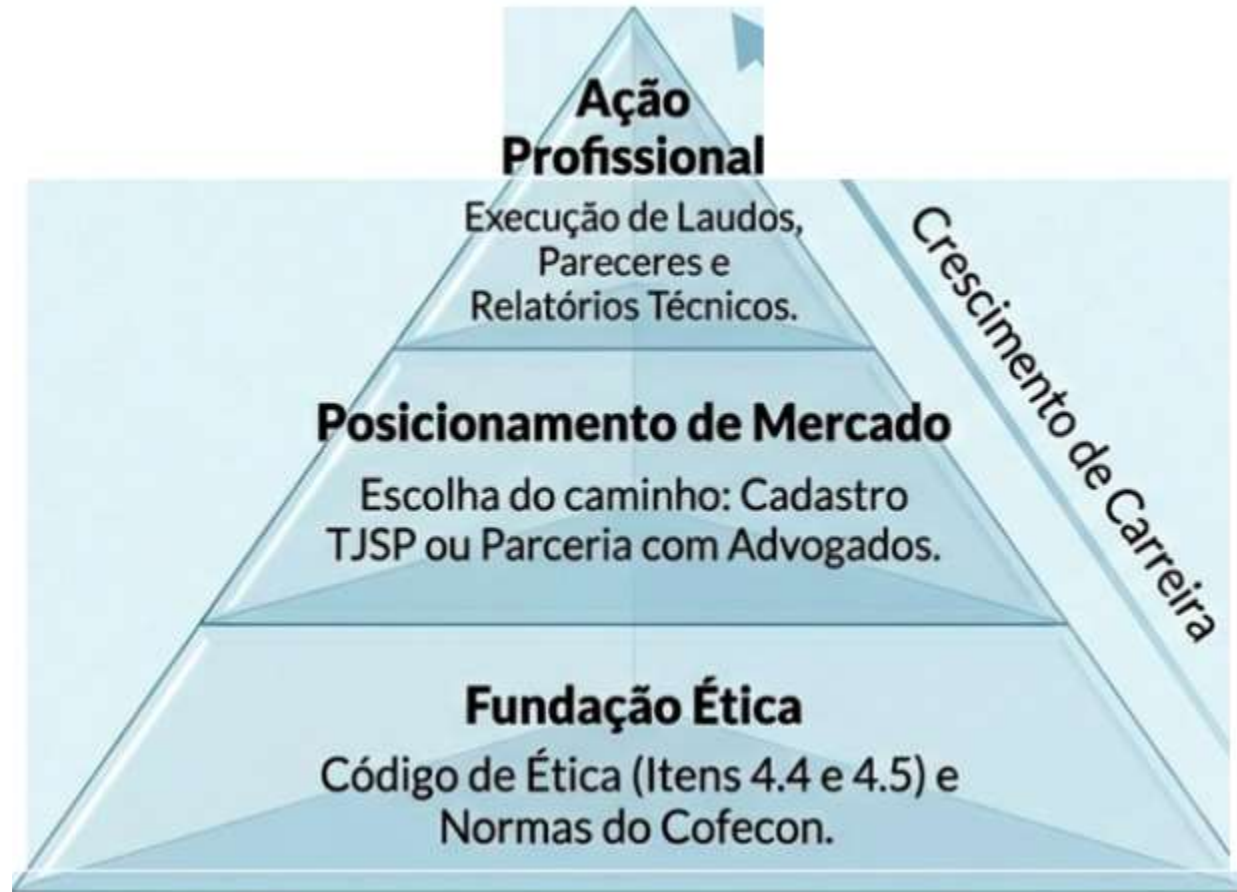 Ação
Profissional
Execução de Laudos,
Pareceres e
Relatórios Técnicos.
Crescimento de Carreira
Posicionamento de Mercado
Escolha do caminho: Cadastro
TJSP ou Parceria com Advogados.
Fundação Ética
Código de Ética (Itens 4.4 e 4.5) e
Normas do Cofecon.